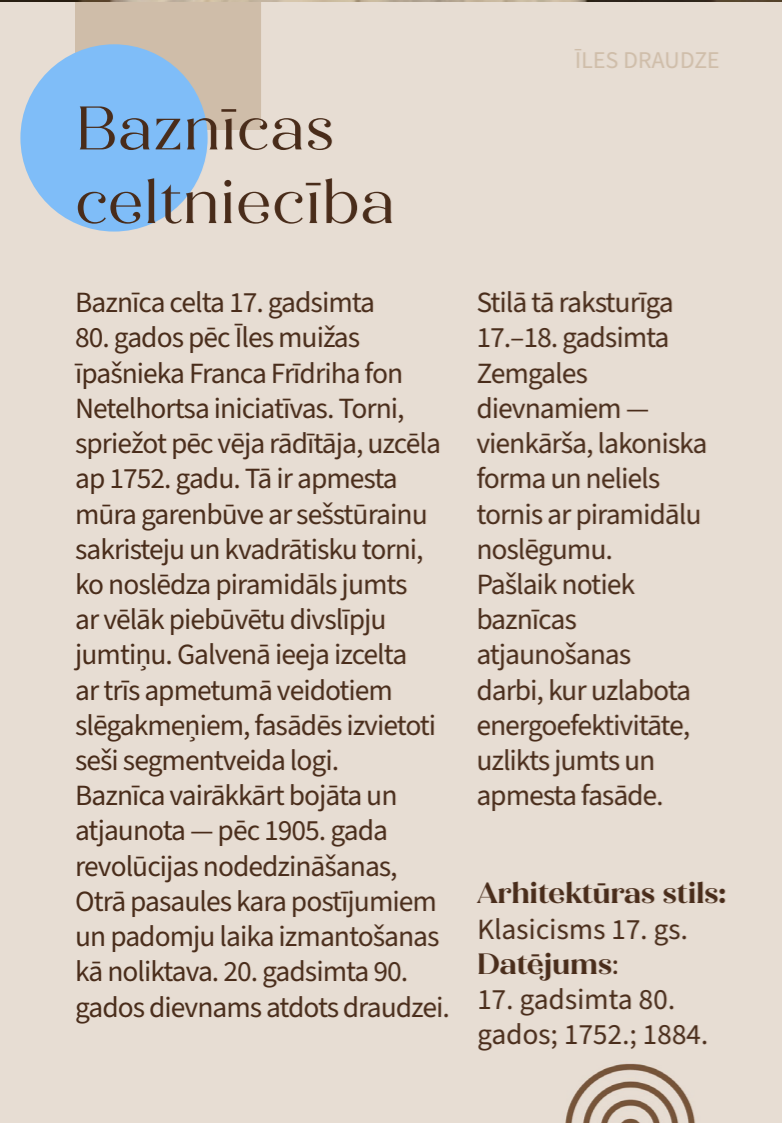 ĪLES DRAUDZE
Baznīcas
celtniecība
Baznīca celta 17. gadsimta
80. gados pēc Īles muižas
īpašnieka Franca Frīdriha fon
Netelhortsa iniciatīvas. Torni,
spriežot pēc vēja rādītāja, uzcēla
ap 1752. gadu. Tā ir apmesta
mūra garenbūve ar sešstūrainu
sakristeju un kvadrātisku torni,
ko noslēdza piramidāls jumts
ar vēlāk piebūvētu divslīpju
jumtiņu. Galvenā ieeja izcelta
ar trīs apmetumā veidotiem
slēgakmeņiem, fasādēs izvietoti
seši segmentveida logi.
Baznīca vairākkārt bojāta un
atjaunota — pēc 1905. gada
revolūcijas nodedzināšanas,
Otrā pasaules kara postījumiem
un padomju laika izmantošanas
kā noliktava. 20. gadsimta 90.
gados dievnams atdots draudzei.
Stilā tā raksturīga
17.–18. gadsimta
Zemgales
dievnamiem —
vienkārša, lakoniska
forma un neliels
tornis ar piramidālu
noslēgumu.
Pašlaik notiek
baznīcas
atjaunošanas
darbi, kur uzlabota
energoefektivitāte,
uzlikts jumts un
apmesta fasāde.
Arhitektūras stils:
Klasicisms 17. gs.
Datējums:
17. gadsimta 80.
gados; 1752.; 1884.